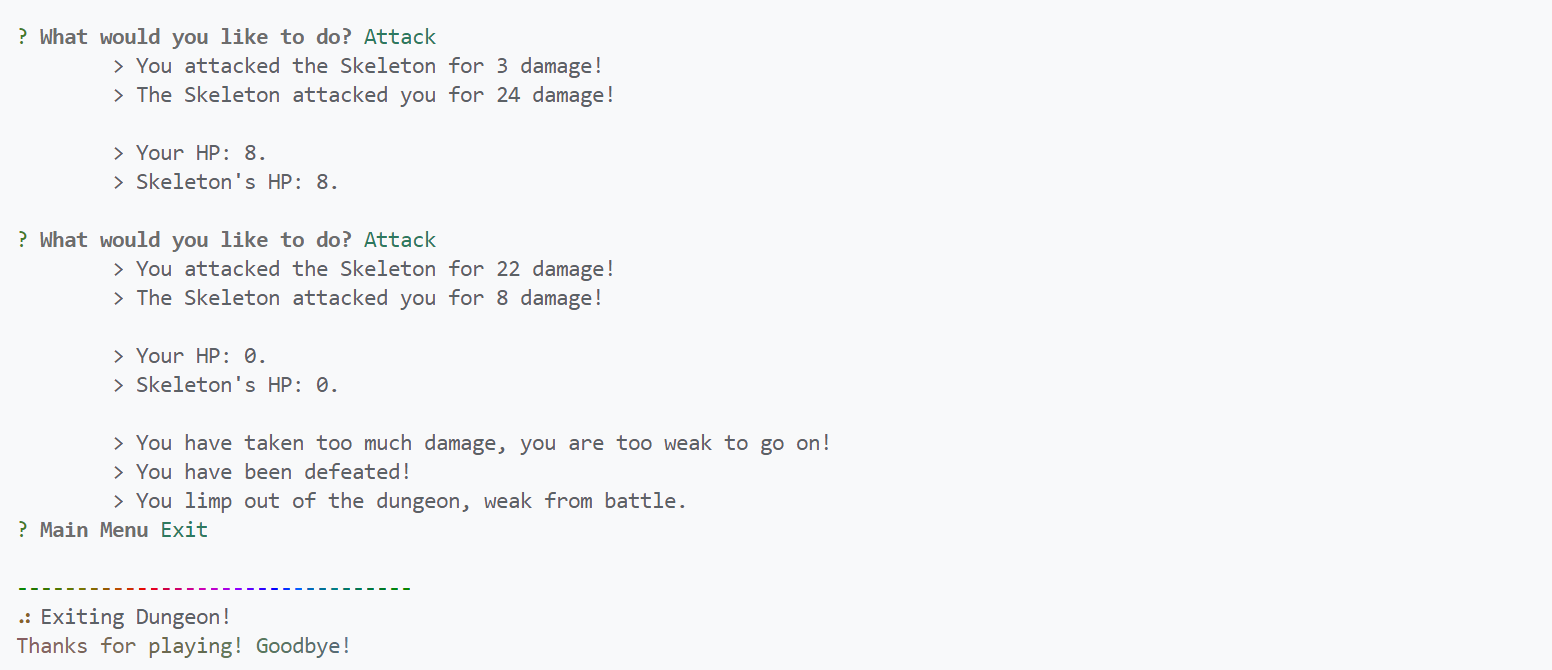 ? What would you like to do? Attack
> You attacked the Skeleton for 3 damage!
> The Skeleton attacked you for 24 damage!
> Your HP: 8.
> Skeleton's HP: 8.
? What would you like to do? Attack
> You attacked the Skeleton for 22 damage!
> The Skeleton attacked you for 8 damage!
> Your HP: 0.
> Skeleton's HP: 0.
> You have taken too much damage, you are too weak to go on!
> You have been defeated!
> You limp out of the dungeon, weak from battle.
? Main Menu Exit
---------------------------------
⠴ Exiting Dungeon!
Thanks for playing! Goodbye!